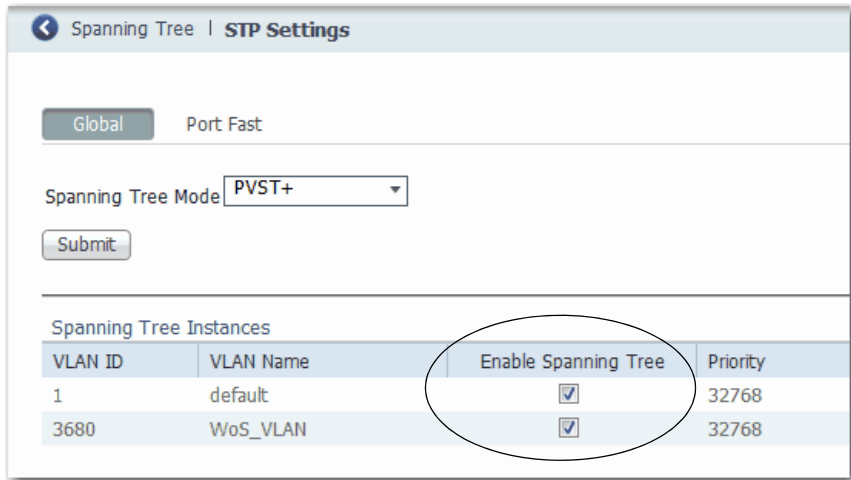 Spanning Tree | STP Settings
Global Port Fast
Spanning Tree Mode PVST+
Submit
Spanning Tree Instances
VLAN ID VLAN Name Enable Spanning Tree Priority
1 default 32768
3680 WoS_VLAN 32768